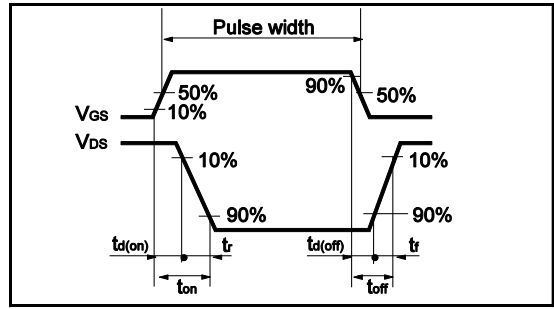 Pulse width
90%
50%
50%
10%
VGS
VDS
10%
10%
90%
90%
td(on)
tr
td(off)
tf
ton
toff